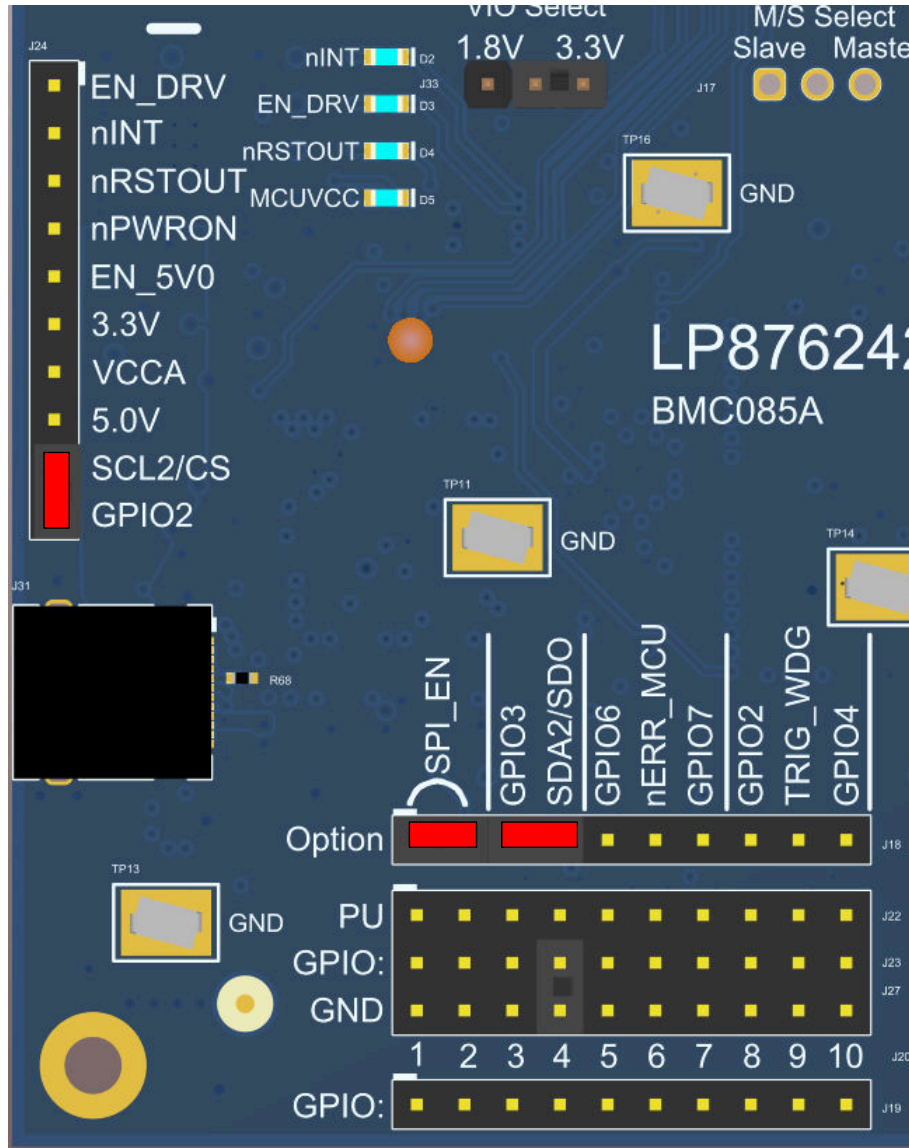 VIO Select
1.8V 3.3V
M/S Select
Slave
J24
EN_DRV
nINT
nRSTOUT
nPWRON
EN_5V0
3.3V
VCCA
5.0V
SCL2/CS
GPIO2
nINT D2
EN_DRV D3
nRSTOUT D4
MCUVCC D5
J33
J17
TP16
GND
LP87624
BMC085A
TP11
GND
TP14
J31
R68
SPI_EN
GPIO3
SDA2/SDO
GPIO6
nERR_MCU
GPIO7
GPIO2
TRIG_WDG
GPIO4
Option J18
TP13
GND
PU J22
GPIO: J23
J27
GND
1 2 3 4 5 6 7 8 9 10 J20
GPIO: J19